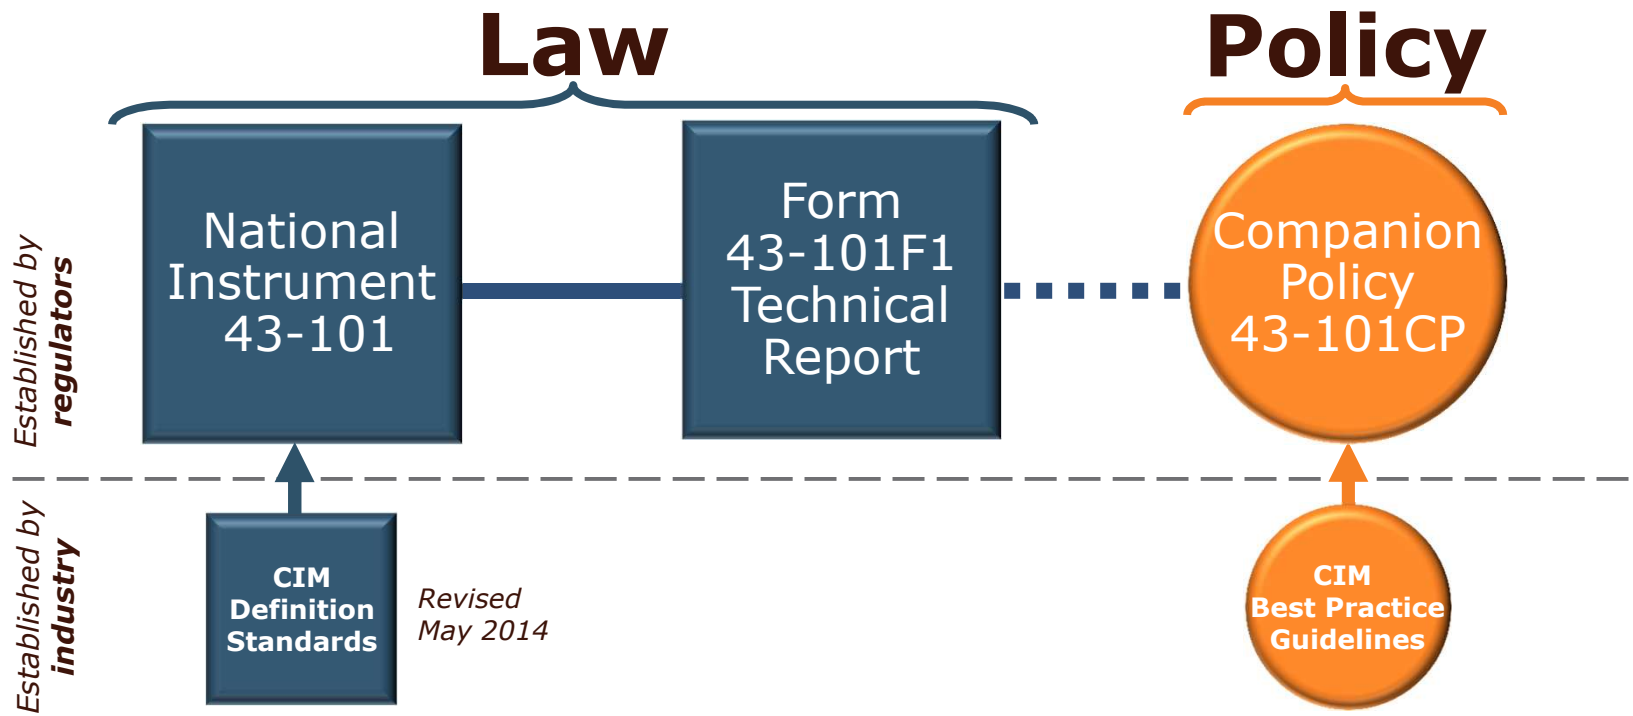 Law
Policy
Established by
regulators
National
Instrument
43-101
Form
43-101F1
Technical
Report
Companion
Policy
43-101CP
Established by
industry
CIM
Definition
Standards
Revised
May 2014
CIM
Best Practice
Guidelines